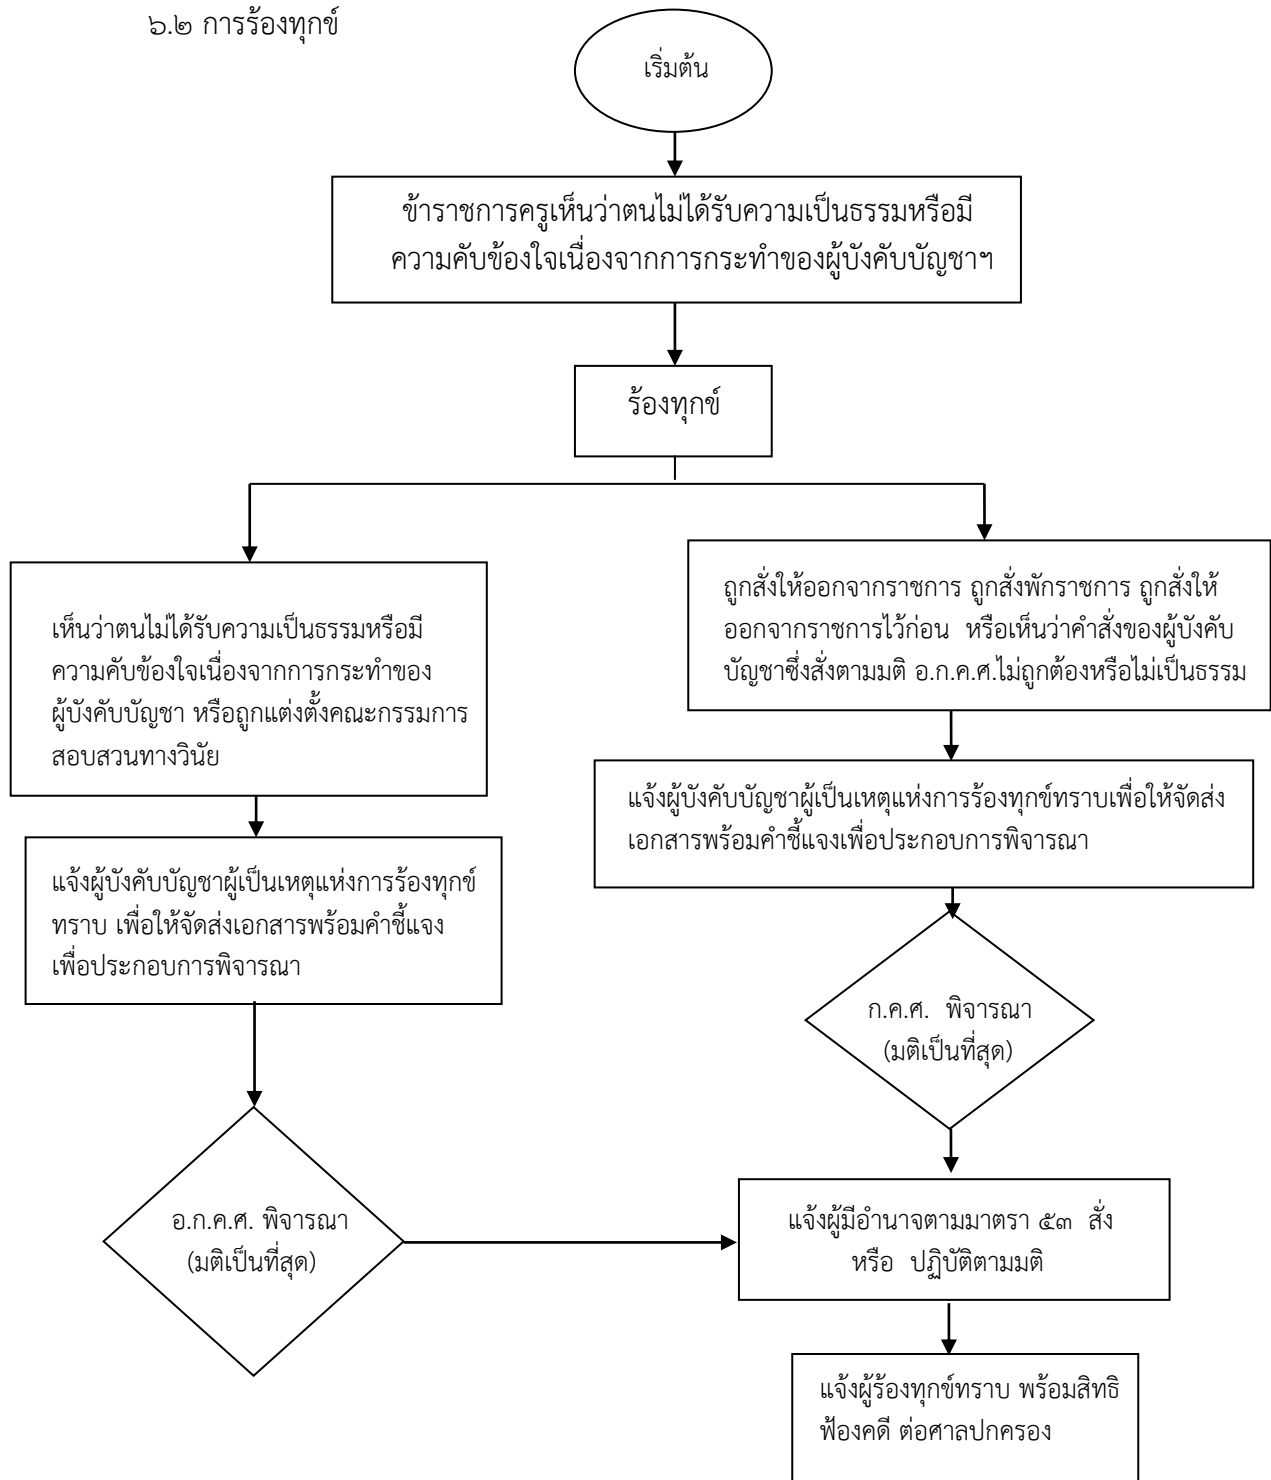 ๖.๒ การร้องทุกข์
เริ่มต้น
ข้าราชการครูเห็นว่าตนไม่ได้รับความเป็นธรรมหรือมี
ความคับข้องใจเนื่องจากการกระทำของผู้บังคับบัญชาฯ
ร้องทุกข์
เห็นว่าตนไม่ได้รับความเป็นธรรมหรือมี
ความคับข้องใจเนื่องจากการกระทำของ
ผู้บังคับบัญชา หรือถูกแต่งตั้งคณะกรรมการ
สอบสวนทางวินัย
แจ้งผู้บังคับบัญชาผู้เป็นเหตุแห่งการร้องทุกข์
ทราบ เพื่อให้จัดส่งเอกสารพร้อมคำชี้แจง
เพื่อประกอบการพิจารณา
อ.ก.ค.ศ. พิจารณา
(มติเป็นที่สุด)
ถูกสั่งให้ออกจากราชการ ถูกสั่งพักราชการ ถูกสั่งให้
ออกจากราชการไว้ก่อน หรือเห็นว่าคำสั่งของผู้บังคับ
บัญชาซึ่งสั่งตามมติ อ.ก.ค.ศ.ไม่ถูกต้องหรือไม่เป็นธรรม
แจ้งผู้บังคับบัญชาผู้เป็นเหตุแห่งการร้องทุกข์ทราบเพื่อให้จัดส่ง
เอกสารพร้อมคำชี้แจงเพื่อประกอบการพิจารณา
ก.ค.ศ. พิจารณา
(มติเป็นที่สุด)
แจ้งผู้มีอำนาจตามมาตรา ๕๓ สั่ง
หรือ ปฏิบัติตามมติ
แจ้งผู้ร้องทุกข์ทราบ พร้อมสิทธิ
ฟ้องคดี ต่อศาลปกครอง